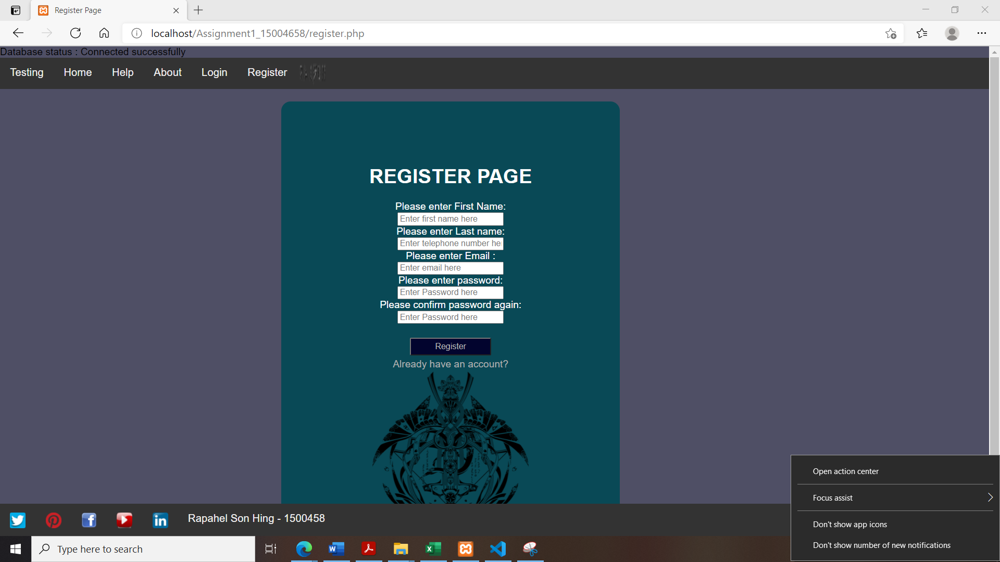 Register Page
localhost/Assignment1_15004658/register.php
Database status : Connected successfully
Testing Home Help About Login Register
REGISTER PAGE
Please enter First Name:
Enter first name here
Please enter Last name:
Enter telephone number he
Please enter Email :
Enter email here
Please enter password:
Enter Password here
Please confirm password again:
Enter Password here
Register
Already have an account?
Open action center
Focus assist
Don't show app icons
Don't show number of new notifications
Rapahel Son Hing - 1500458
Type here to search